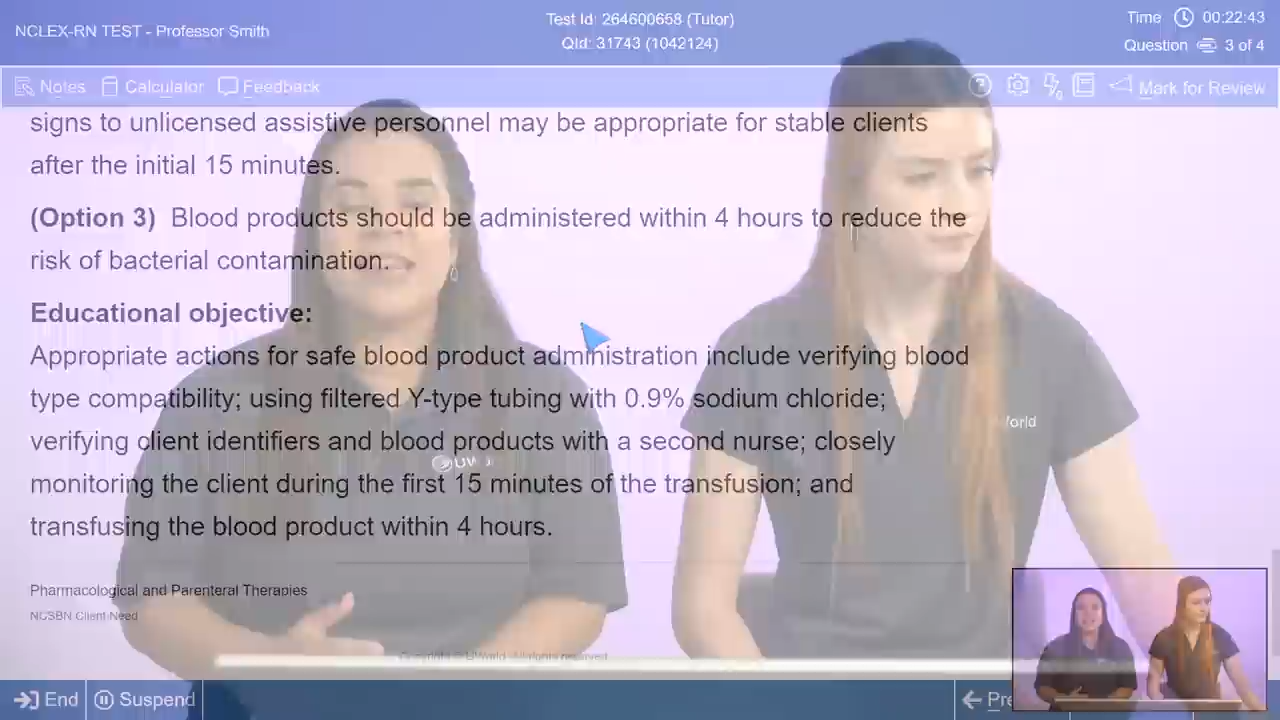 NCLEX-RN TEST - Professor Smith
Test Id: 264600658 (Tutor)
QId: 31743 (1042124)
Time 00:22:43
Question 3 of 4
Notes Calculator Feedback Mark for Review
signs to unlicensed assistive personnel may be appropriate for stable clients
after the initial 15 minutes.
(Option 3) Blood products should be administered within 4 hours to reduce the
risk of bacterial contamination.
Educational objective:
Appropriate actions for safe blood product administration include verifying blood
type compatibility; using filtered Y-type tubing with 0.9% sodium chloride;
verifying client identifiers and blood products with a second nurse; closely
monitoring the client during the first 15 minutes of the transfusion; and
transfusing the blood product within 4 hours.
Pharmacological and Parenteral Therapies
NCSBN Client Need
Copyright © UWorld. All rights reserved.
End Suspend